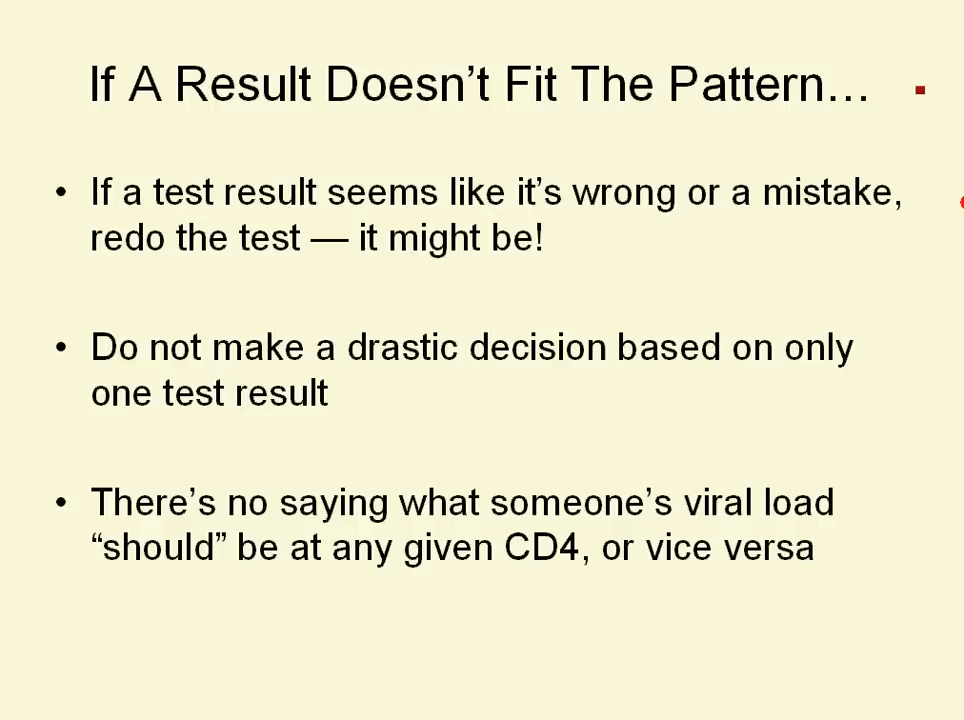 If A Result Doesn’t Fit The Pattern…
• If a test result seems like it’s wrong or a mistake,
redo the test — it might be!
• Do not make a drastic decision based on only
one test result
• There’s no saying what someone’s viral load
“should” be at any given CD4, or vice versa